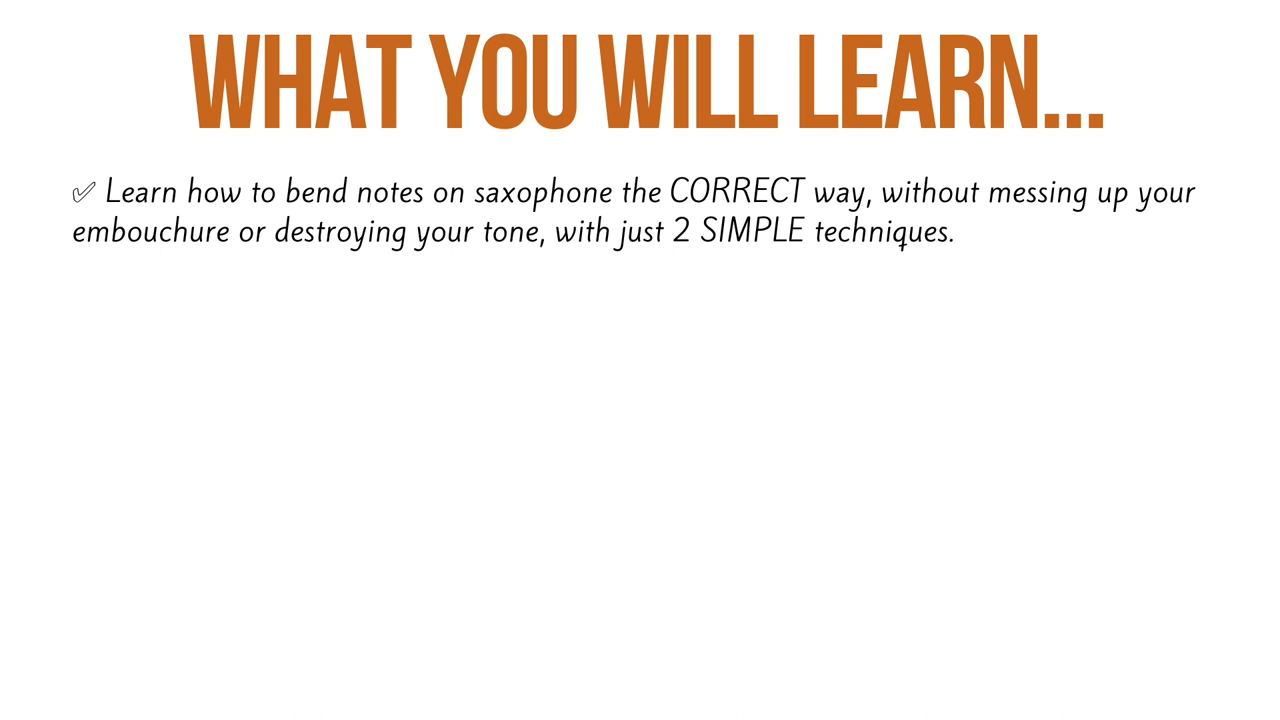 WHAT YOU WILL LEARN...
✅ Learn how to bend notes on saxophone the CORRECT way, without messing up your
embouchure or destroying your tone, with just 2 SIMPLE techniques.